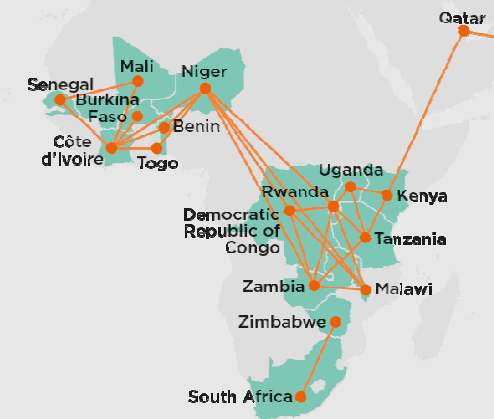 Qatar
Mali
Niger
Senegal
Burkina
Faso
Benin
Côte
d'Ivoire
Togo
Uganda
Rwanda
Kenya
Democratic
Republic of
Congo
Tanzania
Zambia
Malawi
Zimbabwe
South Africa